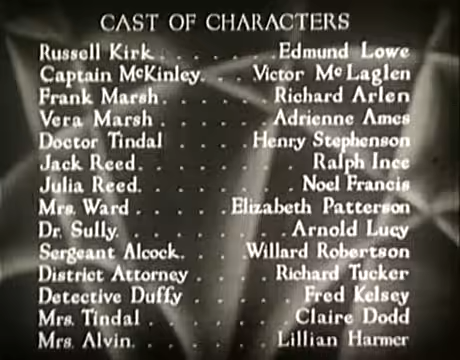 CAST OF CHARACTERS
Russell Kirk . . . . . . Edmund Lowe
Captain McKinley. . . Victor McLaglen
Frank Marsh . . . . . . Richard Arlen
Vera Marsh . . . . . . Adrienne Ames
Doctor Tindal . . . . Henry Stephenson
Jack Reed. . . . . . . . Ralph Ince
Julia Reed. . . . . . . . Noel Francis
Mrs. Ward . . . . . Elizabeth Patterson
Dr. Sully. . . . . . . . Arnold Lucy
Sergeant Alcock. . . . Willard Robertson
District Attorney . . . . Richard Tucker
Detective Duffy . . . . . Fred Kelsey
Mrs. Tindal . . . . . . Claire Dodd
Mrs. Alvin. . . . . . Lillian Harmer